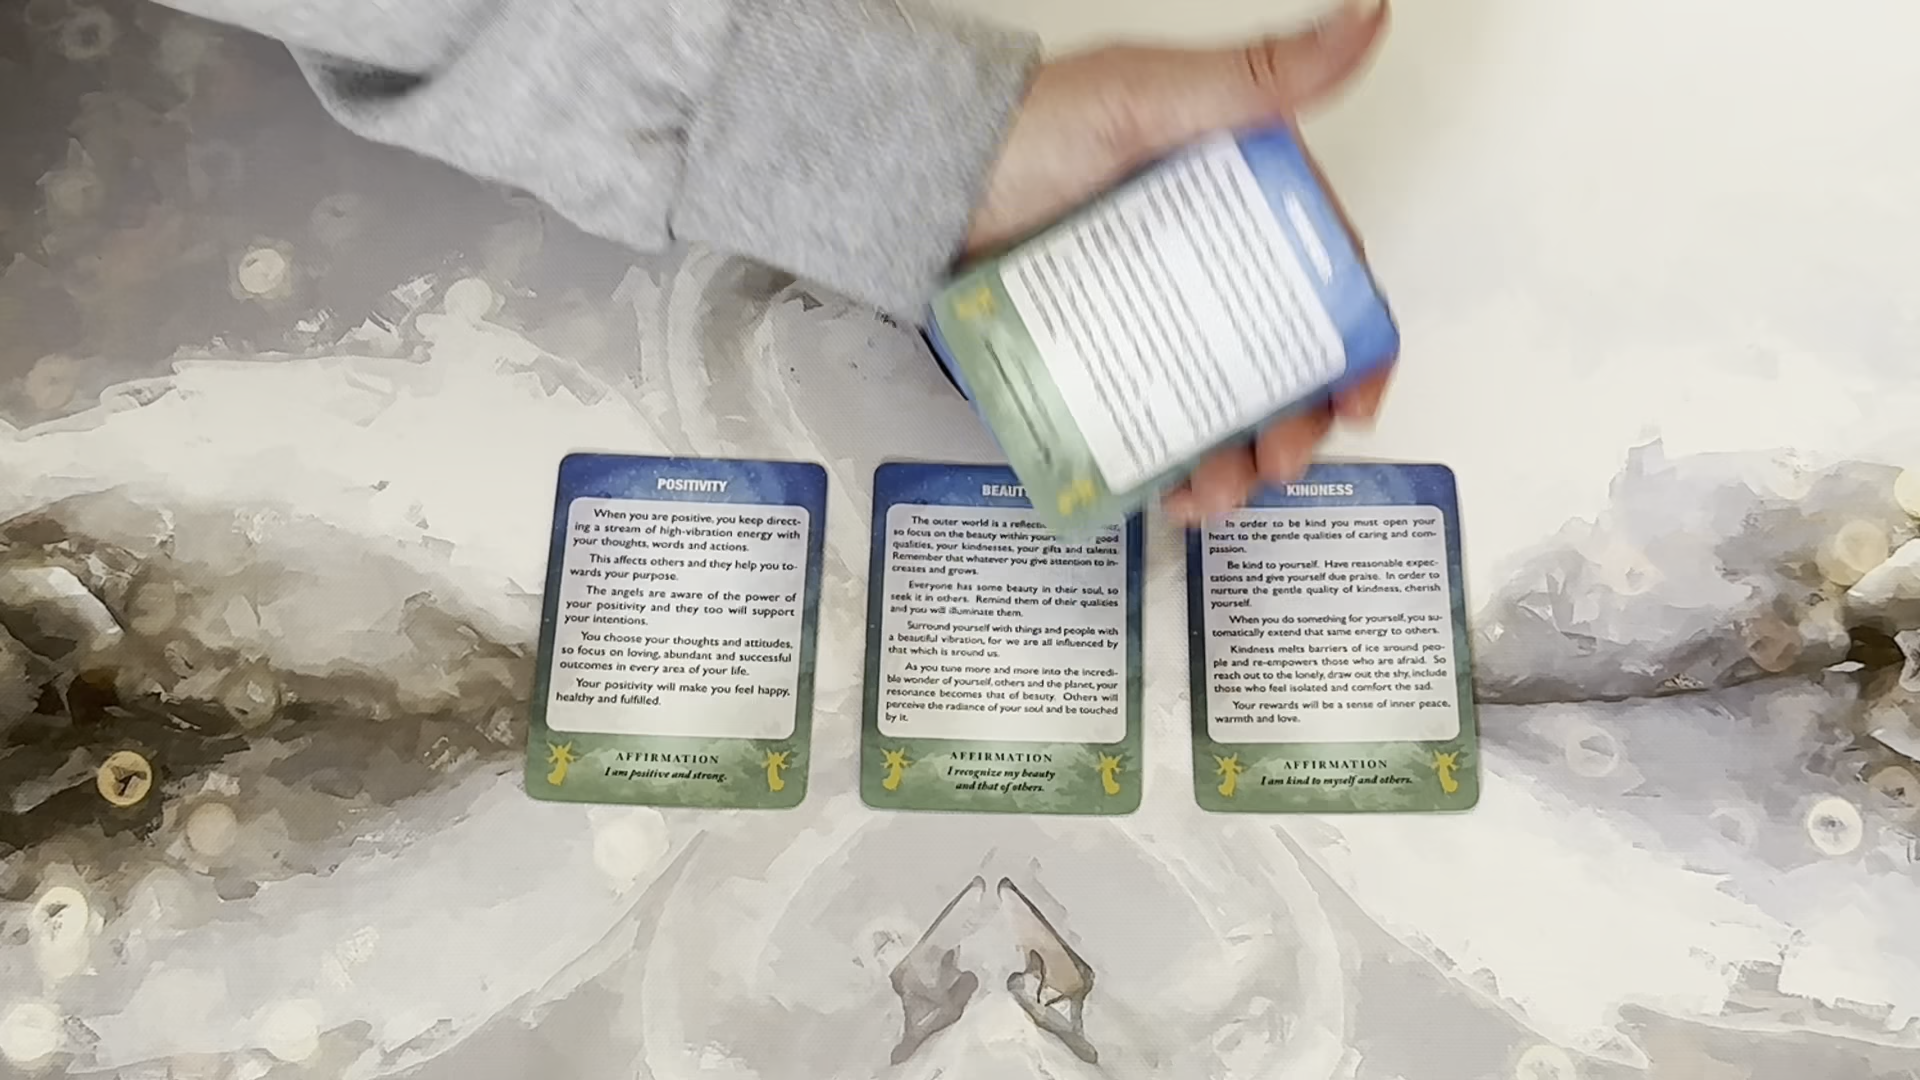 POSITIVITY
When you are positive, you keep direct-
ing a stream of high-vibration energy with
your thoughts, words and actions.
This affects others and they help you to-
wards your purpose.
The angels are aware of the power of
your positivity and they too will support
your intentions.
You choose your thoughts and attitudes,
so focus on loving, abundant and successful
outcomes in every area of your life.
Your positivity will make you feel happy,
healthy and fulfilled.
AFFIRMATION
I am positive and strong.
BEAUT
The outer world is a reflecti
so focus on the beauty within yours good
qualities, your kindnesses, your gifts and talents.
Remember that whatever you give attention to in-
creases and grows.
Everyone has some beauty in their soul, so
seek it in others. Remind them of their qualities
and you will illuminate them.
Surround yourself with things and people with
a beautiful vibration, for we are all influenced by
that which is around us.
As you tune more and more into the incredi-
ble wonder of yourself, others and the planet, your
resonance becomes that of beauty. Others will
perceive the radiance of your soul and be touched
by it.
AFFIRMATION
I recognize my beauty
and that of others.
KINDNESS
In order to be kind you must open your
heart to the gentle qualities of caring and com-
passion.
Be kind to yourself. Have reasonable expec-
tations and give yourself due praise. In order to
nurture the gentle quality of kindness, cherish
yourself.
When you do something for yourself, you au-
tomatically extend that same energy to others.
Kindness melts barriers of ice around peo-
ple and re-empowers those who are afraid. So
reach out to the lonely, draw out the shy, include
those who feel isolated and comfort the sad.
Your rewards will be a sense of inner peace,
warmth and love.
AFFIRMATION
I am kind to myself and others.